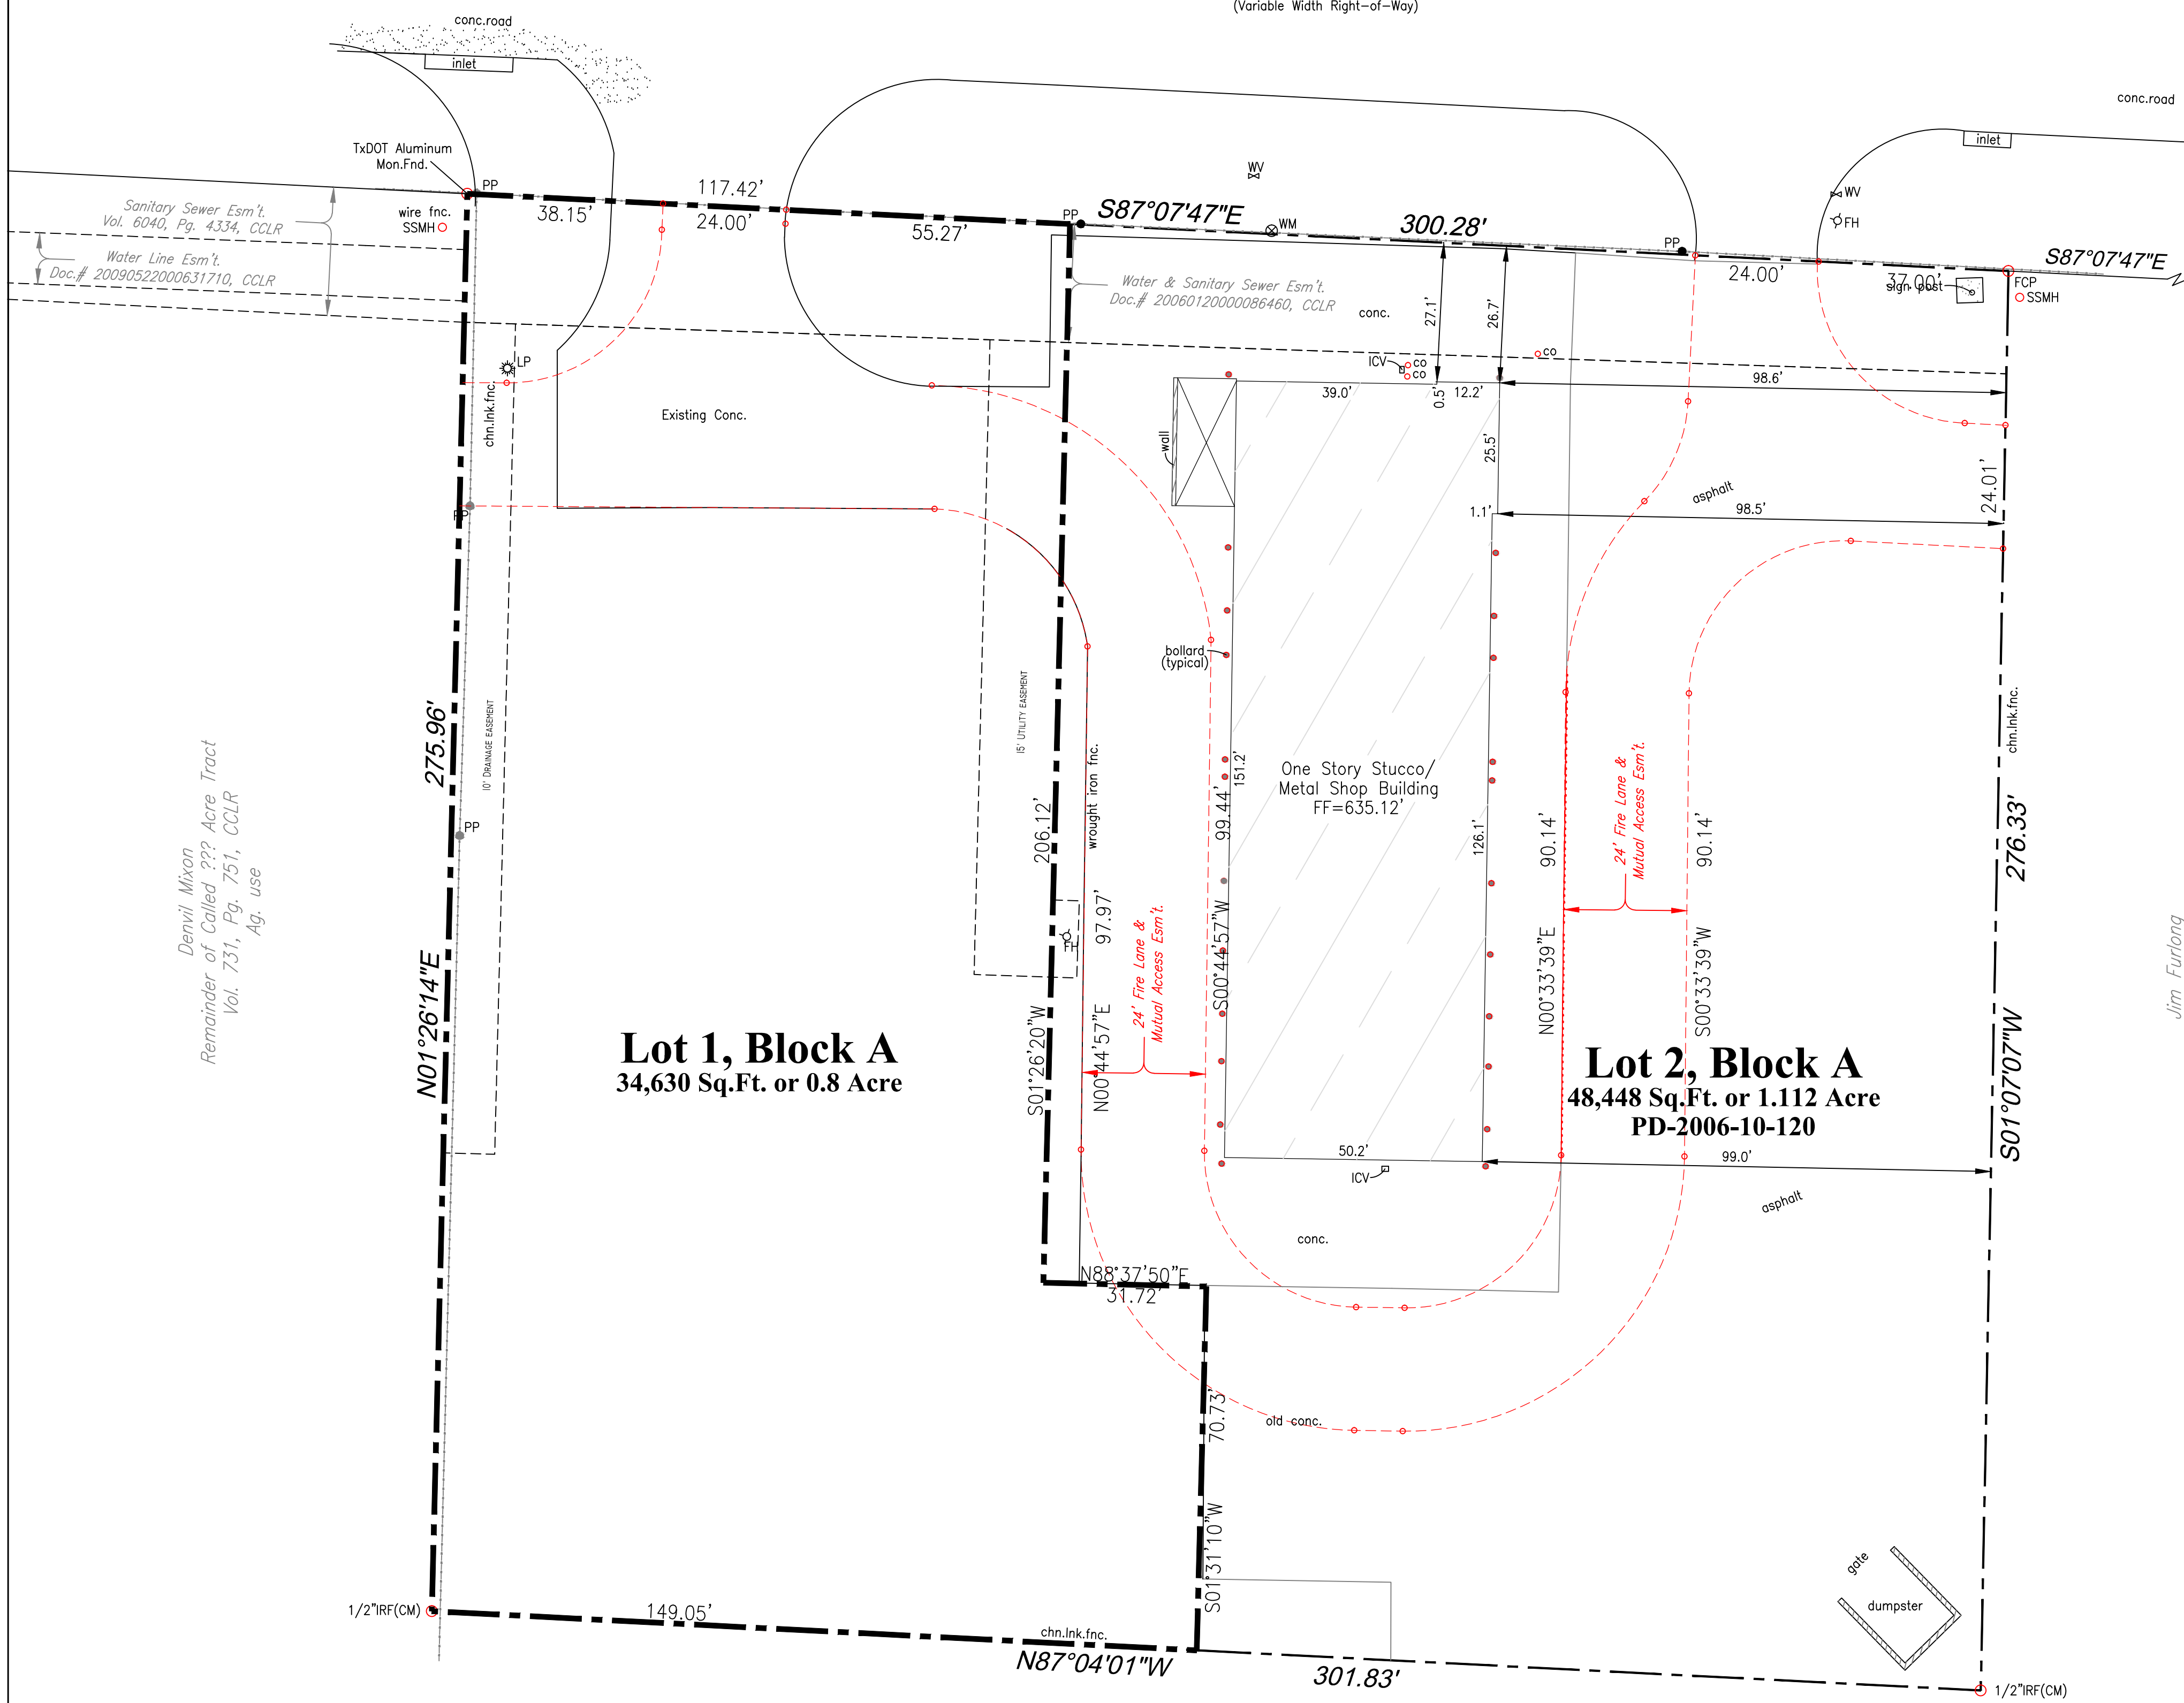 (Variable Width Right-of-Way)
conc.road
inlet
conc.road
inlet
TxDOT Aluminum
Mon.Fnd.
PP
117.42'
38.15'
24.00'
55.27'
wire fnc.
SSMH
Sanitary Sewer Esm't.
Vol. 6040, Pg. 4334, CCLR
Water Line Esm't.
Doc.# 20090522000631710, CCLR
WV
PP
S87°07'47"E
WM
300.28'
PP
WV
FH
S87°07'47"E
24.00'
37.00'
sign post
FCP
SSMH
Water & Sanitary Sewer Esm't.
Doc.# 20060120000086460, CCLR
conc.
27.1'
26.7'
LP
chn.lnk.fnc.
Existing Conc.
ICV
co
co
co
39.0'
0.5'
12.2'
98.6'
wall
25.5'
1.1'
asphalt
98.5'
24.01'
PP
bollard
(typical)
275.96'
N01°26'14"E
10' DRAINAGE EASEMENT
PP
15' UTILITY EASEMENT
206.12'
S01°26'20"W
wrought iron fnc.
97.97'
N00°44'57"E
FH
24' Fire Lane &
Mutual Access Esm't.
99.44'
S00°44'57"W
151.2'
One Story Stucco/
Metal Shop Building
FF=635.12'
126.1'
90.14'
N00°33'39"E
24' Fire Lane &
Mutual Access Esm't.
90.14'
S00°33'39"W
chn.lnk.fnc.
276.33'
S01°07'07"W
Denvil Mixon
Remainder of Called ??? Acre Tract
Vol. 731, Pg. 751, CCLR
Ag. use
Jim Furlong
Lot 1, Block A
34,630 Sq.Ft. or 0.8 Acre
Lot 2, Block A
48,448 Sq.Ft. or 1.112 Acre
PD-2006-10-120
50.2'
ICV
99.0'
asphalt
conc.
N88°37'50"E
31.72'
old conc.
70.73'
S01°31'10"W
gate
dumpster
1/2"IRF(CM)
149.05'
chn.lnk.fnc.
N87°04'01"W
301.83'
1/2"IRF(CM)